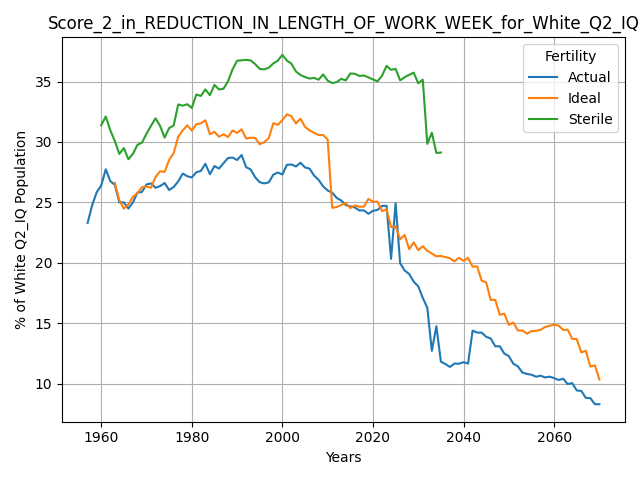 Score_2_in_REDUCTION_IN_LENGTH_OF_WORK_WEEK_for_White_Q2_IQ
Fertility
Actual
Ideal
Sterile
% of White Q2_IQ Population
35
30
25
20
15
10
1960
1980
2000
2020
2040
2060
Years